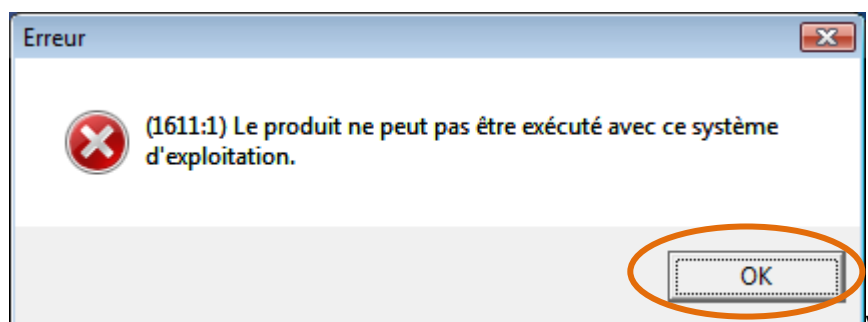 Erreur
(1611:1) Le produit ne peut pas être exécuté avec ce système
d'exploitation.
OK